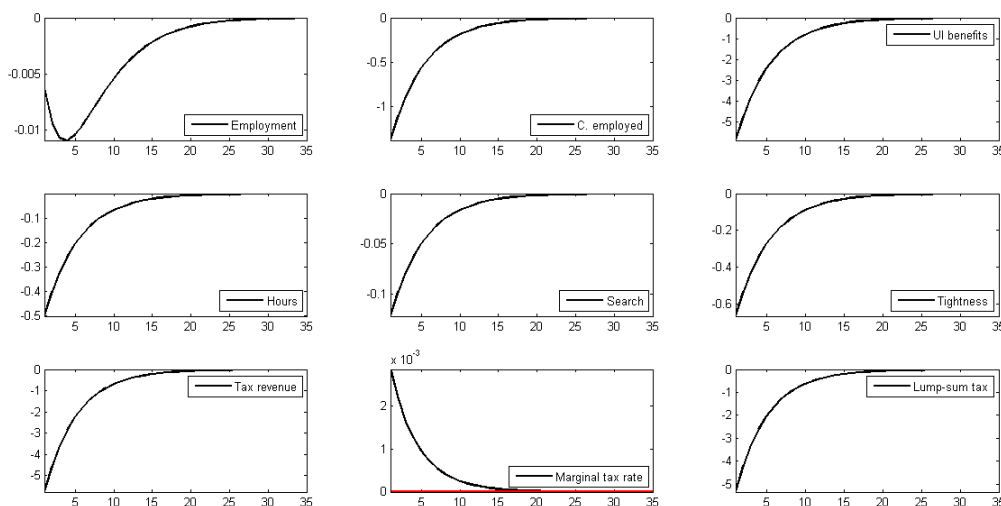 0
-0.005
-0.01
5 10 15 20 25 30 35
Employment
0
-0.5
-1
5 10 15 20 25 30 35
C. employed
0
-1
-2
-3
-4
-5
5 10 15 20 25 30 35
UI benefits
0
-0.1
-0.2
-0.3
-0.4
-0.5
5 10 15 20 25 30 35
Hours
0
-0.05
-0.1
5 10 15 20 25 30 35
Search
0
-0.2
-0.4
-0.6
5 10 15 20 25 30 35
Tightness
0
-1
-2
-3
-4
-5
5 10 15 20 25 30 35
Tax revenue
x 10⁻³
2
1
0
5 10 15 20 25 30 35
Marginal tax rate
0
-1
-2
-3
-4
-5
5 10 15 20 25 30 35
Lump-sum tax